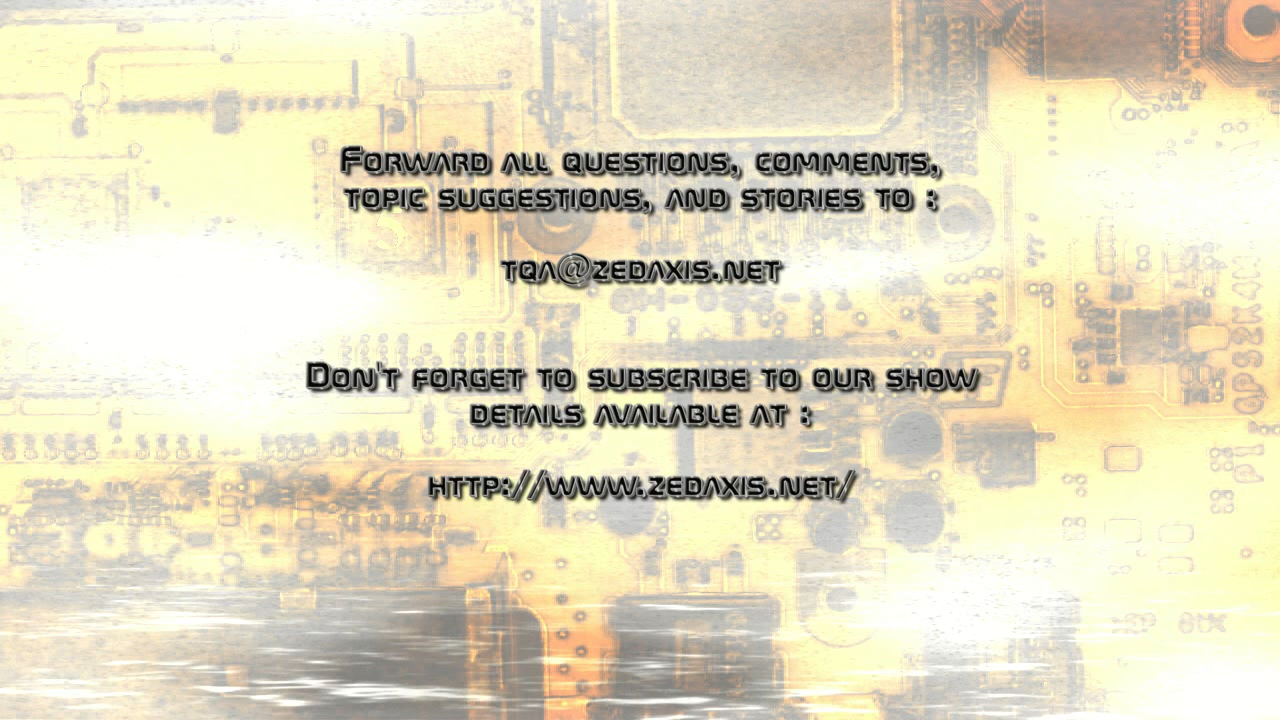 Forward all questions, comments,
topic suggestions, and stories to :
tqa@zedaxis.net
Don't forget to subscribe to our show
details available at :
http://www.zedaxis.net/